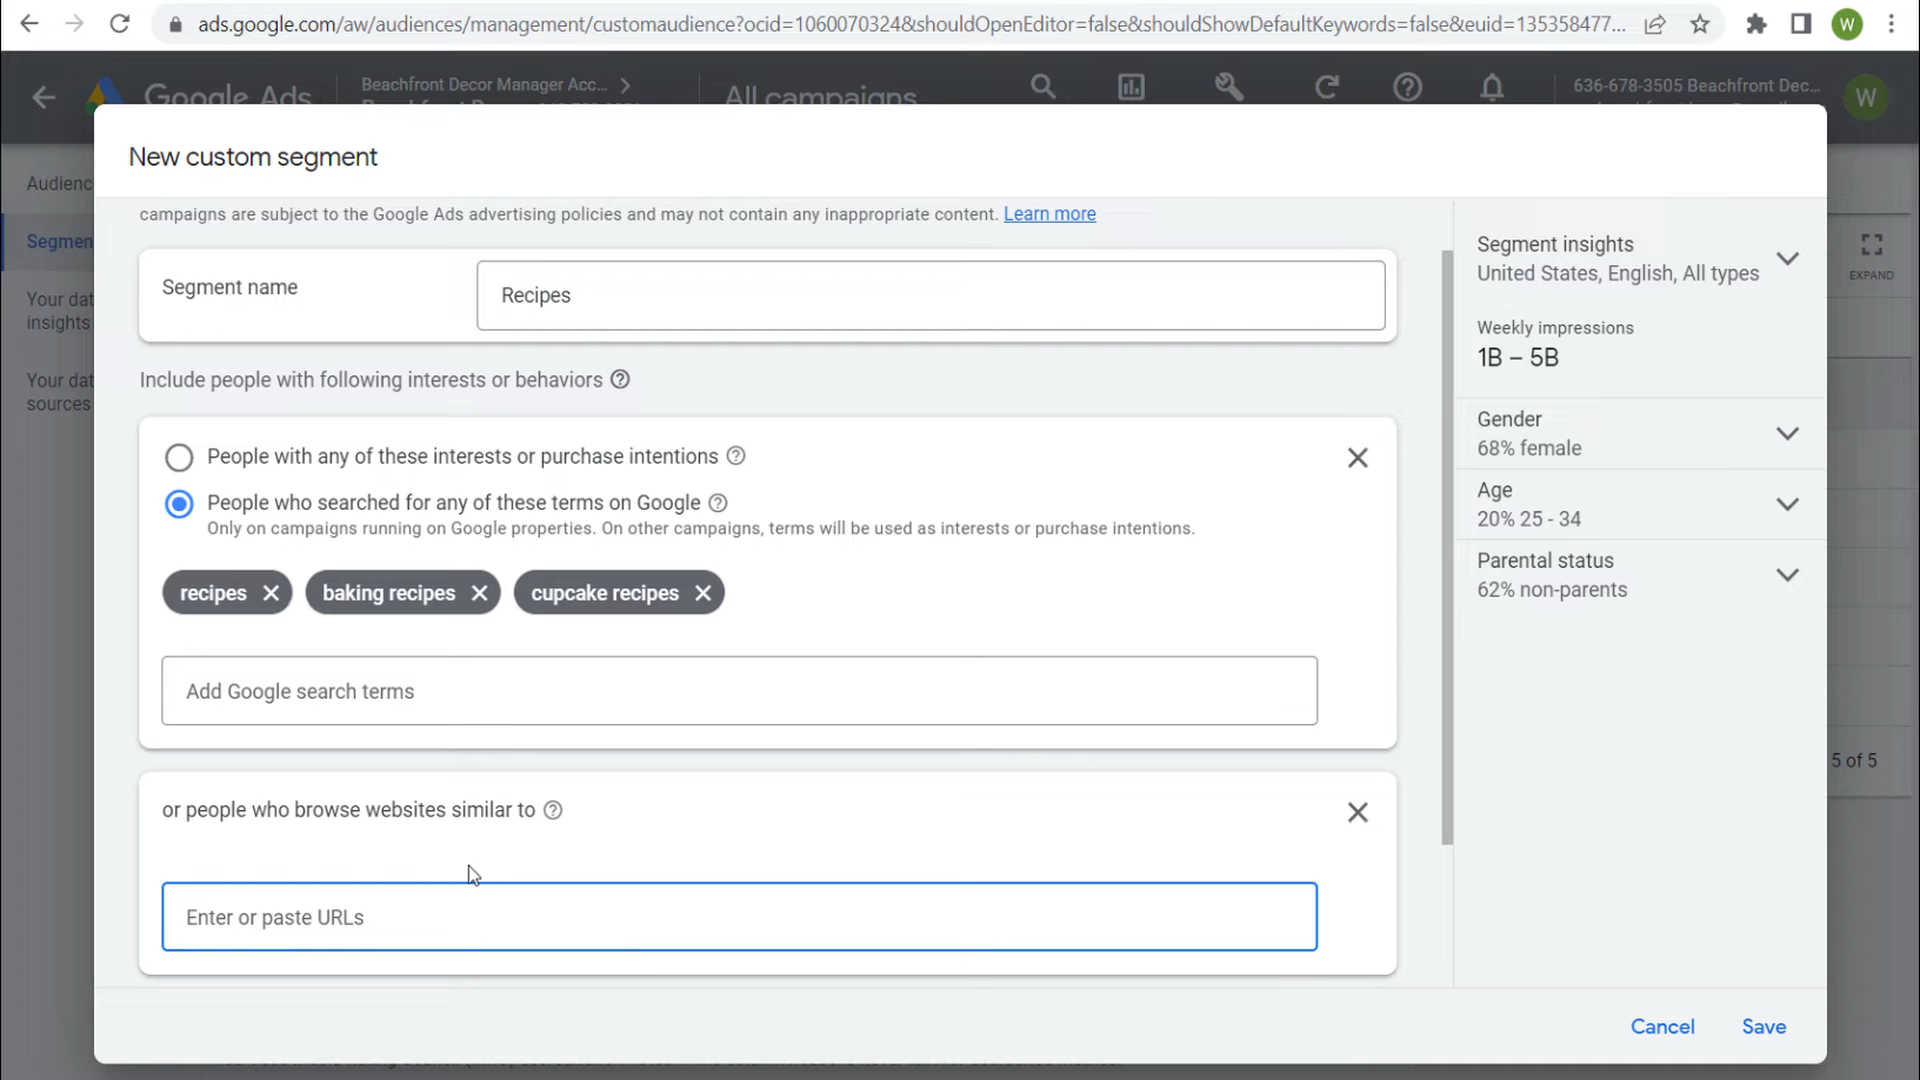 ads.google.com/aw/audiences/management/customaudience?ocid=1060070324&shouldOpenEditor=false&shouldShowDefaultKeywords=false&euid=135358477...
W
Google Ads
Beachfront Decor Manager Acc...
All campaigns
636-678-3505 Beachfront Dec...
W
New custom segment
Audienc
Segmen
Your dat
insights
Your dat
sources
EXPAND
5 of 5
campaigns are subject to the Google Ads advertising policies and may not contain any inappropriate content. Learn more
Segment name
Recipes
Include people with following interests or behaviors
People with any of these interests or purchase intentions
People who searched for any of these terms on Google
Only on campaigns running on Google properties. On other campaigns, terms will be used as interests or purchase intentions.
recipes
baking recipes
cupcake recipes
Add Google search terms
or people who browse websites similar to
Enter or paste URLs
Segment insights
United States, English, All types
Weekly impressions
1B – 5B
Gender
68% female
Age
20% 25 - 34
Parental status
62% non-parents
Cancel
Save